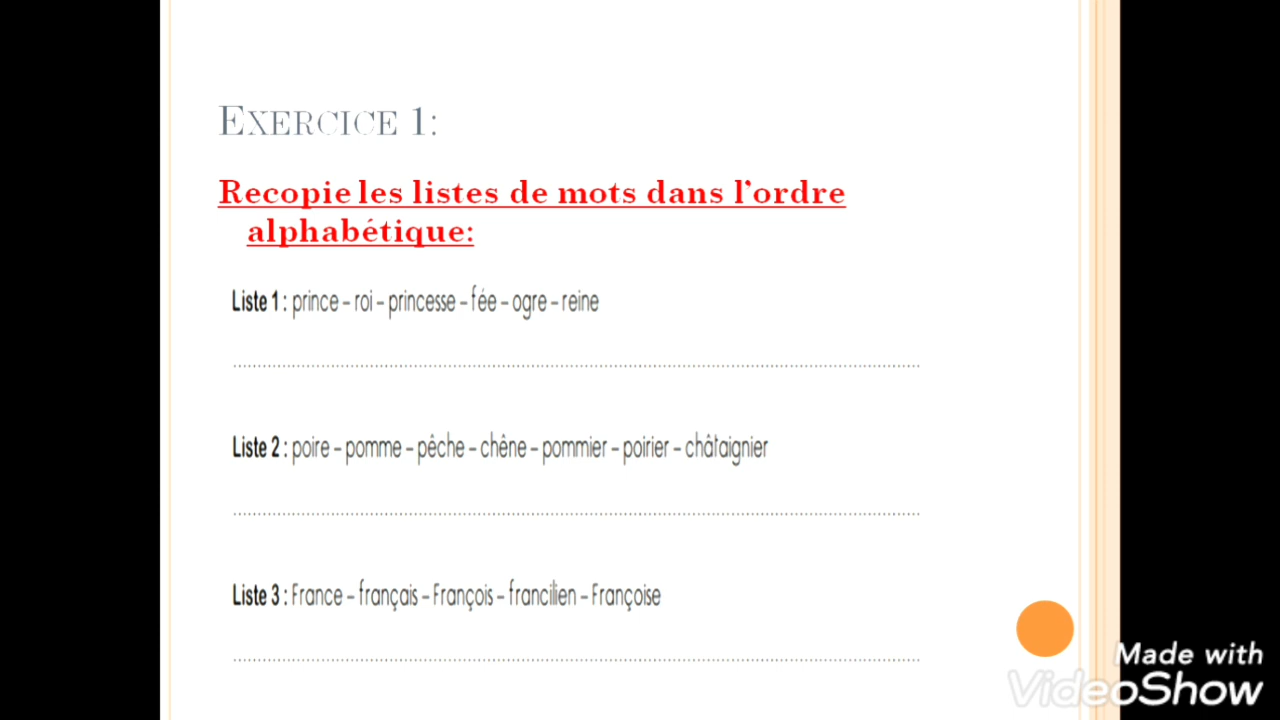 EXERCICE 1:
Recopie les listes de mots dans l’ordre
alphabétique:
Liste 1 : prince – roi – princesse – fée – ogre – reine
Liste 2 : poire – pomme – pêche – chêne – pommier – poirier – châtaignier
Liste 3 : France – français – François – francilien – Françoise
Made with
VideoShow